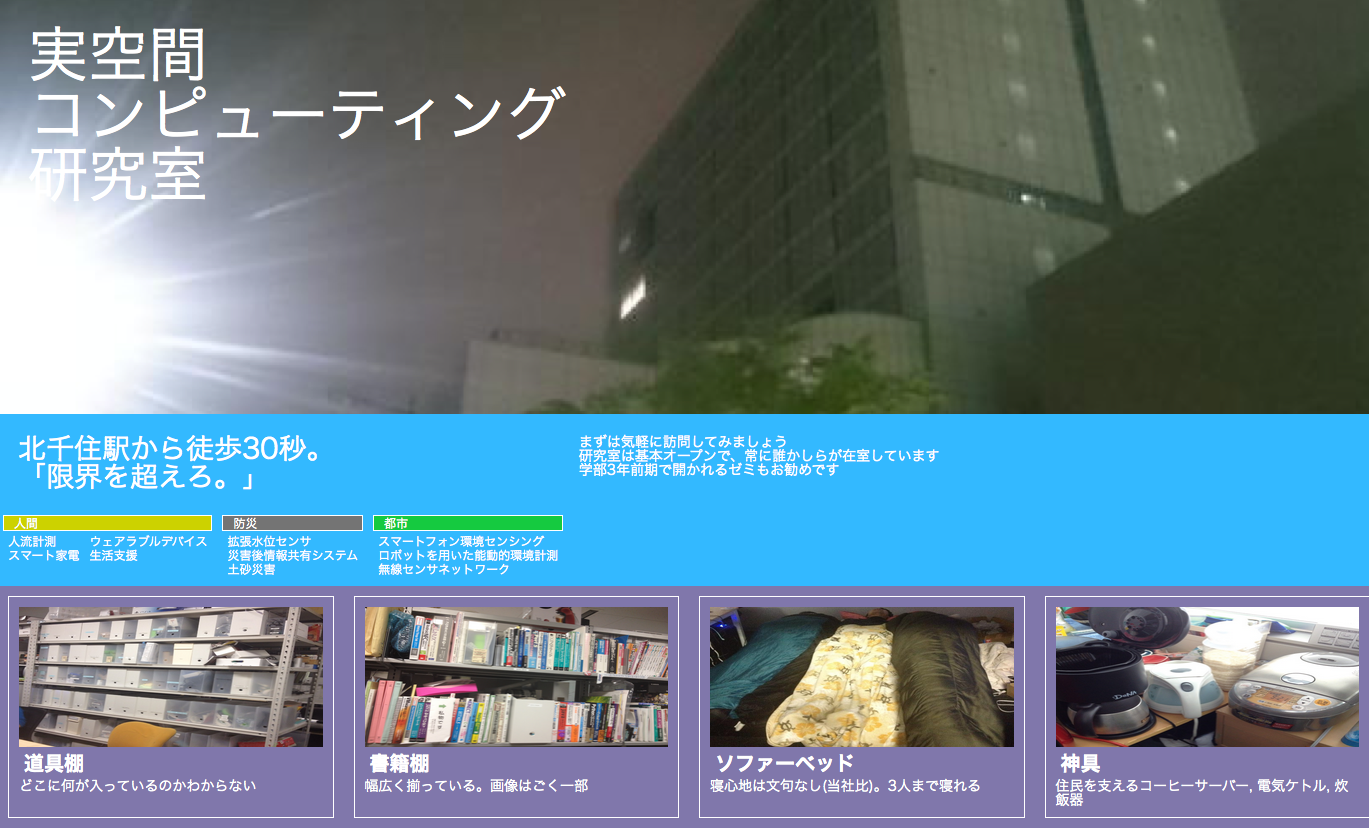 実空間
コンピューティング
研究室
北千住駅から徒歩30秒。
「限界を超えろ。」
まずは気軽に訪問してみましょう
研究室は基本オープンで、常に誰かしらが在室しています
学部3年前期で開かれるゼミもお勧めです
人間
人流計測 ウェアラブルデバイス
スマート家電 生活支援
防災
拡張水位センサ
災害後情報共有システム
土砂災害
都市
スマートフォン環境センシング
ロボットを用いた能動的環境計測
無線センサネットワーク
道具棚
どこに何が入っているのかわからない
書籍棚
幅広く揃っている。画像はごく一部
ソファーベッド
寝心地は文句なし(当社比)。3人まで寝れる
神具
住民を支えるコーヒーサーバー, 電気ケトル, 炊
飯器